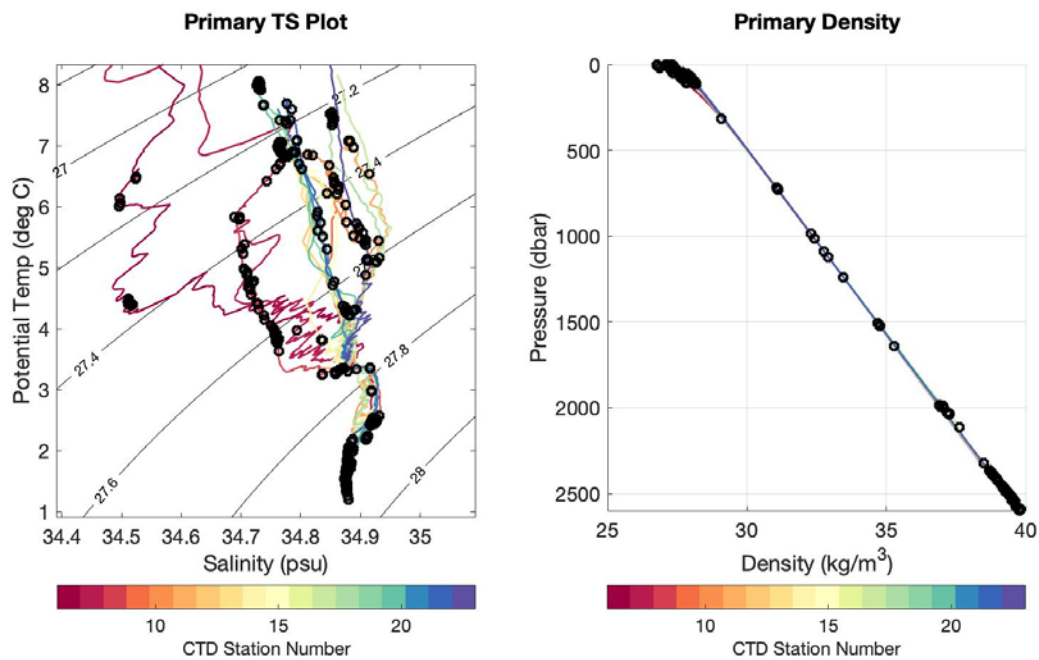 Primary TS Plot
8
7
6
5
4
3
2
1
Potential Temp (deg C)
27
27.2
27.4
27.4
27.8
27.6
28
34.4 34.5 34.6 34.7 34.8 34.9 35
Salinity (psu)
10 15 20
CTD Station Number
Primary Density
0
500
1000
1500
2000
2500
Pressure (dbar)
25 30 35 40
Density (kg/m³)
10 15 20
CTD Station Number